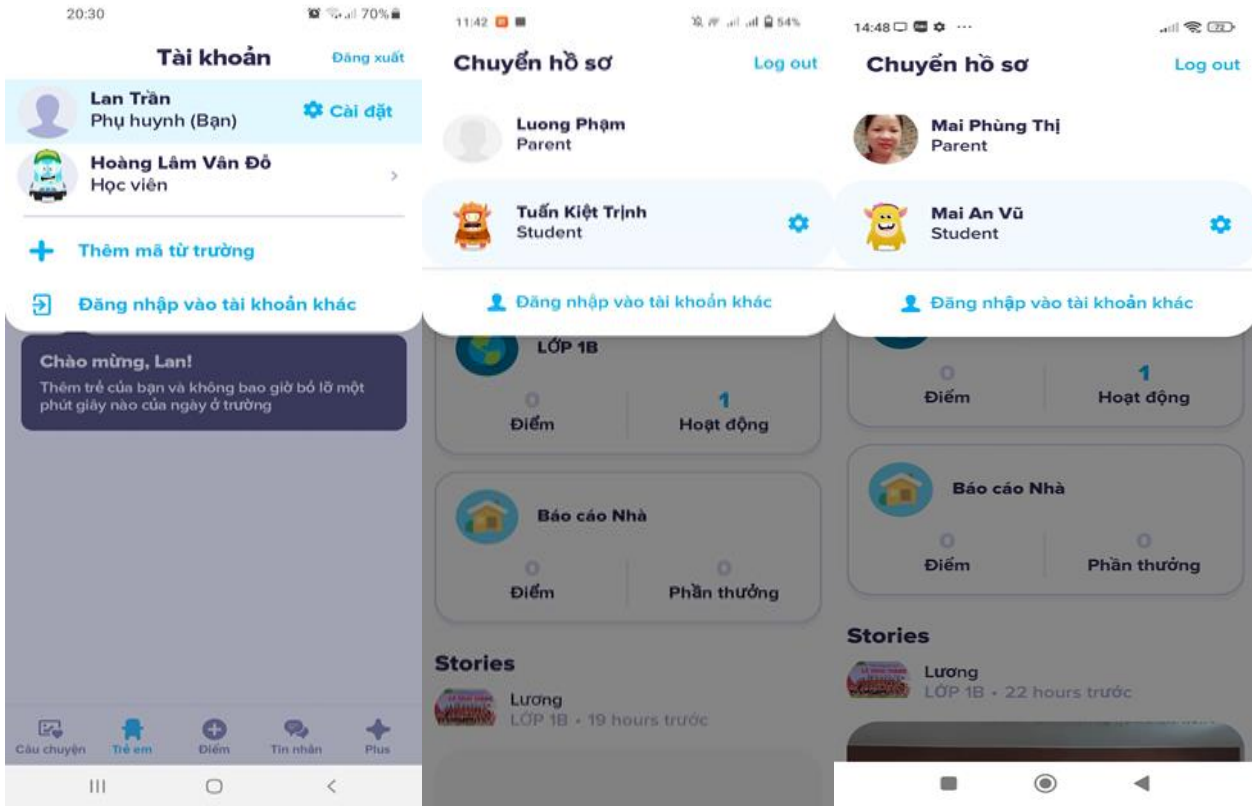 20:30
70%
Tài khoản
Đăng xuất
Lan Trần
Phụ huynh (Bạn)
Cài đặt
Hoàng Lâm Vân Đỏ
Học viên
Thêm mã từ trường
Đăng nhập vào tài khoản khác
Chào mừng, Lan!
Thêm trẻ của bạn và không bao giờ bỏ lỡ một
phút giây nào của ngày ở trường
Câu chuyện
Trẻ em
Điểm
Tin nhắn
Plus
11:42
54%
Chuyển hồ sơ
Log out
Luong Phạm
Parent
Tuấn Kiệt Trịnh
Student
Đăng nhập vào tài khoản khác
LỚP 1B
0
1
Điểm
Hoạt động
Báo cáo Nhà
0
0
Điểm
Phần thưởng
Stories
Lương
LỚP 1B • 19 hours trước
14:48
72
Chuyển hồ sơ
Log out
Mai Phùng Thị
Parent
Mai An Vũ
Student
Đăng nhập vào tài khoản khác
0
1
Điểm
Hoạt động
Báo cáo Nhà
0
0
Điểm
Phần thưởng
Stories
Lương
LỚP 1B • 22 hours trước